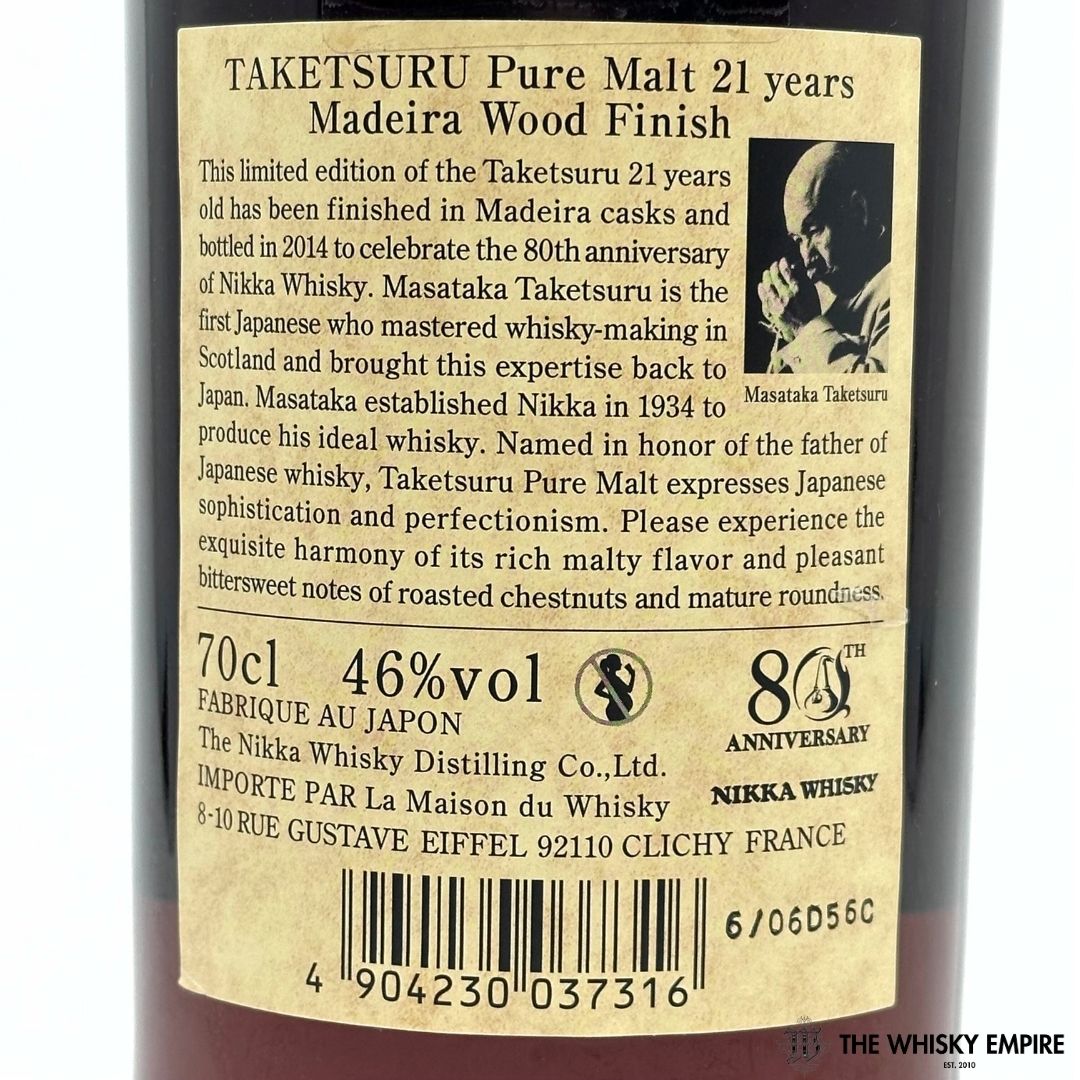 TAKETSURU Pure Malt 21 years
Madeira Wood Finish
This limited edition of the Taketsuru 21 years
old has been finished in Madeira casks and
bottled in 2014 to celebrate the 80th anniversary
of Nikka Whisky. Masataka Taketsuru is the
first Japanese who mastered whisky-making in
Scotland and brought this expertise back to
Japan. Masataka established Nikka in 1934 to
produce his ideal whisky. Named in honor of the father of
Japanese whisky, Taketsuru Pure Malt expresses Japanese
sophistication and perfectionism. Please experience the
exquisite harmony of its rich malty flavor and pleasant
bittersweet notes of roasted chestnuts and mature roundness.
Masataka Taketsuru
70cl 46%vol
FABRIQUE AU JAPON
The Nikka Whisky Distilling Co.,Ltd.
IMPORTE PAR La Maison du Whisky
8-10 RUE GUSTAVE EIFFEL 92110 CLICHY FRANCE
80TH
ANNIVERSARY
NIKKA WHISKY
6/06D56C
4 904230 037316
THE WHISKY EMPIRE
EST. 2010